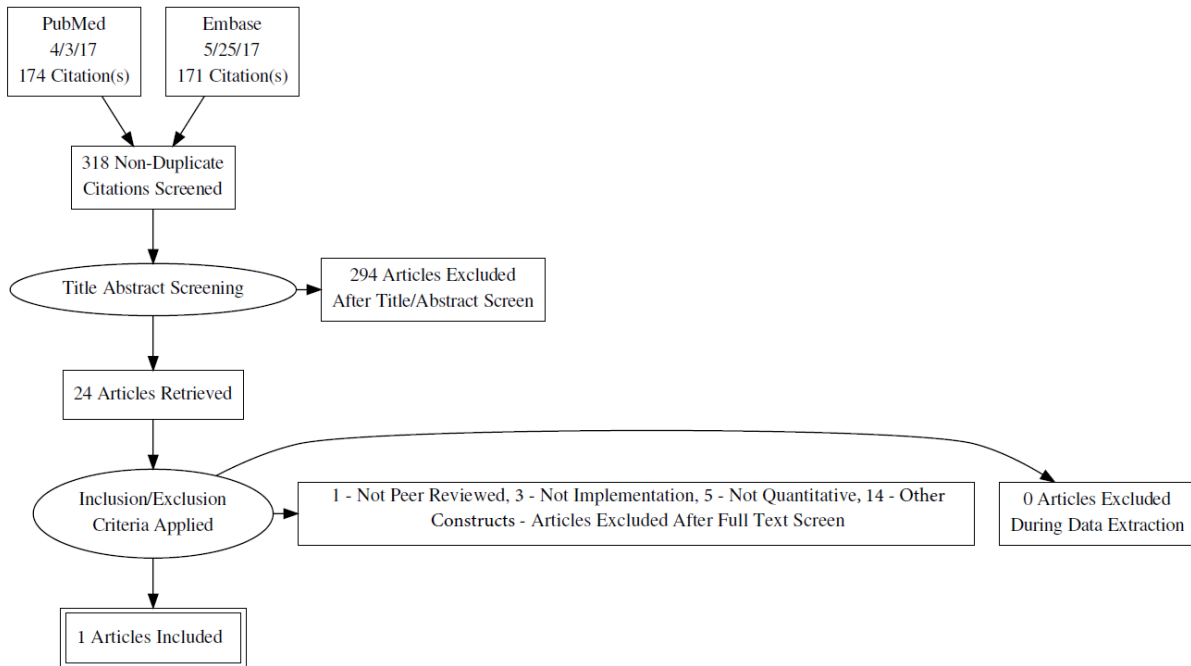 PubMed
4/3/17
174 Citation(s)
Embase
5/25/17
171 Citation(s)
318 Non-Duplicate
Citations Screened
Title Abstract Screening
294 Articles Excluded
After Title/Abstract Screen
24 Articles Retrieved
Inclusion/Exclusion
Criteria Applied
1 - Not Peer Reviewed, 3 - Not Implementation, 5 - Not Quantitative, 14 - Other
Constructs - Articles Excluded After Full Text Screen
0 Articles Excluded
During Data Extraction
1 Articles Included